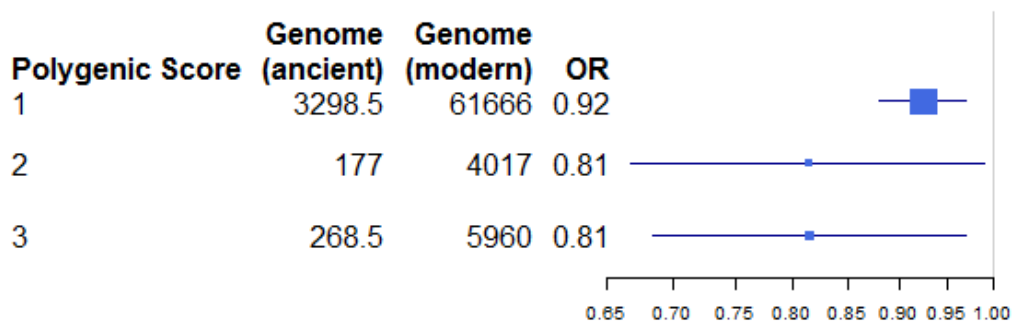 Genome Genome
Polygenic Score (ancient) (modern) OR
1 3298.5 61666 0.92
2 177 4017 0.81
3 268.5 5960 0.81
0.65 0.70 0.75 0.80 0.85 0.90 0.95 1.00